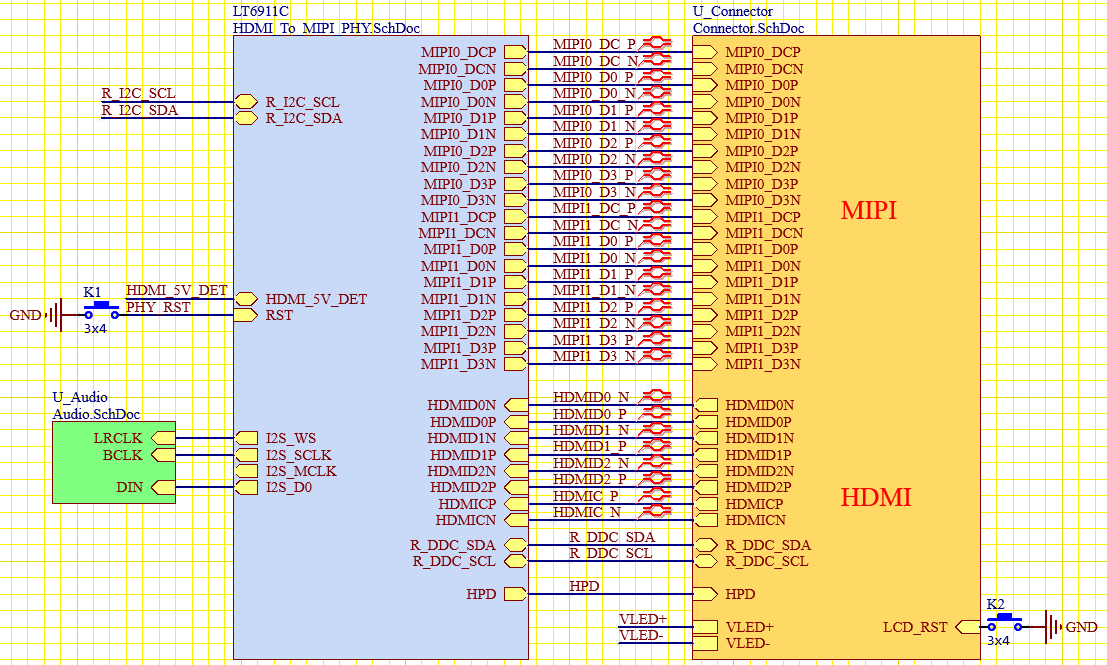 LT6911C
HDMI_To_MIPI_PHY.SchDoc
U_Connector
Connector.SchDoc
MIPI0_DCP MIPI0_DC_P MIPI0_DCP
MIPI0_DCN MIPI0_DC_N MIPI0_DCN
MIPI0_D0P MIPI0_D0_P MIPI0_D0P
R_I2C_SCL R_I2C_SCL MIPI0_D0N MIPI0_D0_N MIPI0_D0N
R_I2C_SDA R_I2C_SDA MIPI0_D1P MIPI0_D1_P MIPI0_D1P
MIPI0_D1N MIPI0_D1_N MIPI0_D1N
MIPI0_D2P MIPI0_D2_P MIPI0_D2P
MIPI0_D2N MIPI0_D2_N MIPI0_D2N
MIPI0_D3P MIPI0_D3_P MIPI0_D3P
MIPI0_D3N MIPI0_D3_N MIPI0_D3N
MIPI
MIPI1_DCP MIPI1_DC_P MIPI1_DCP
MIPI1_DCN MIPI1_DC_N MIPI1_DCN
MIPI1_D0P MIPI1_D0_P MIPI1_D0P
MIPI1_D0N MIPI1_D0_N MIPI1_D0N
MIPI1_D1P MIPI1_D1_P MIPI1_D1P
K1 HDMI_5V_DET HDMI_5V_DET MIPI1_D1N MIPI1_D1_N MIPI1_D1N
GND PHY_RST RST MIPI1_D2P MIPI1_D2_P MIPI1_D2P
3x4 MIPI1_D2N MIPI1_D2_N MIPI1_D2N
MIPI1_D3P MIPI1_D3_P MIPI1_D3P
MIPI1_D3N MIPI1_D3_N MIPI1_D3N
U_Audio
Audio.SchDoc
HDMID0N HDMID0_N HDMID0N
HDMID0P HDMID0_P HDMID0P
LRCLK I2S_WS HDMID1N HDMID1_N HDMID1N
BCLK I2S_SCLK HDMID1P HDMID1_P HDMID1P
I2S_MCLK HDMID2N HDMID2_N HDMID2N
DIN I2S_D0 HDMID2P HDMID2_P HDMID2P
HDMI
HDMICP HDMIC_P HDMICP
HDMICN HDMIC_N HDMICN
R_DDC_SDA R_DDC_SDA R_DDC_SDA
R_DDC_SCL R_DDC_SCL R_DDC_SCL
HPD HPD HPD
K2
VLED+ VLED+ LCD_RST GND
VLED- VLED- 3x4